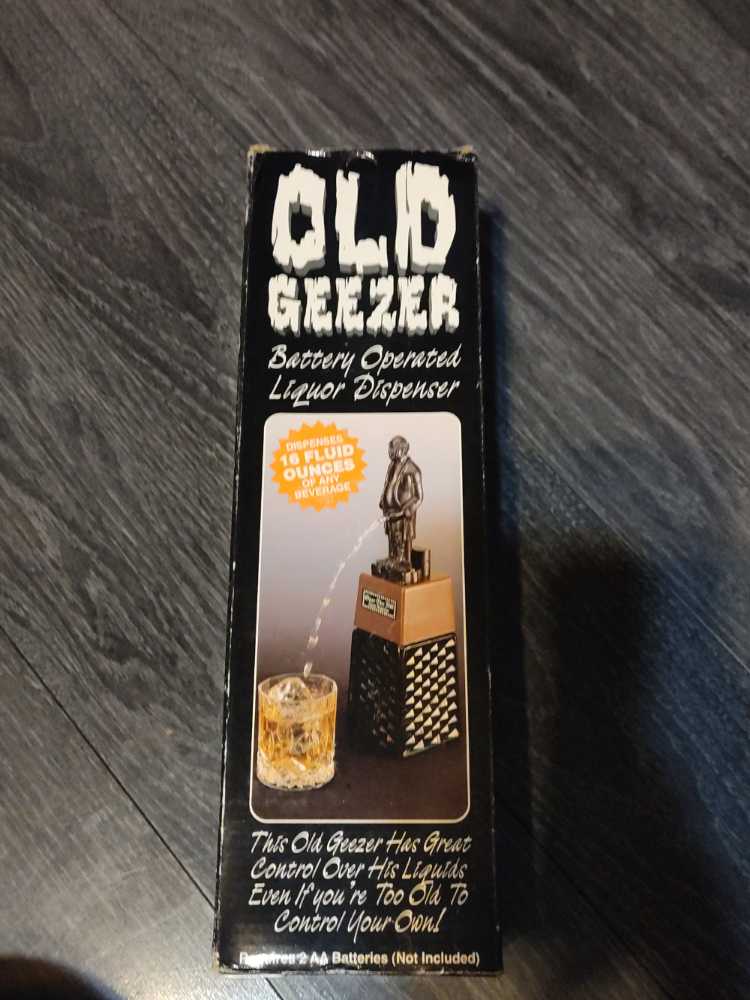 OLD
GEEZER
Battery Operated
Liquor Dispenser
DISPENSES
16 FLUID
OUNCES
OF ANY
BEVERAGE
This Old Geezer Has Great
Control Over His Liquids
Even If you're Too Old To
Control Your Own!
Requires 2 AA Batteries (Not Included)